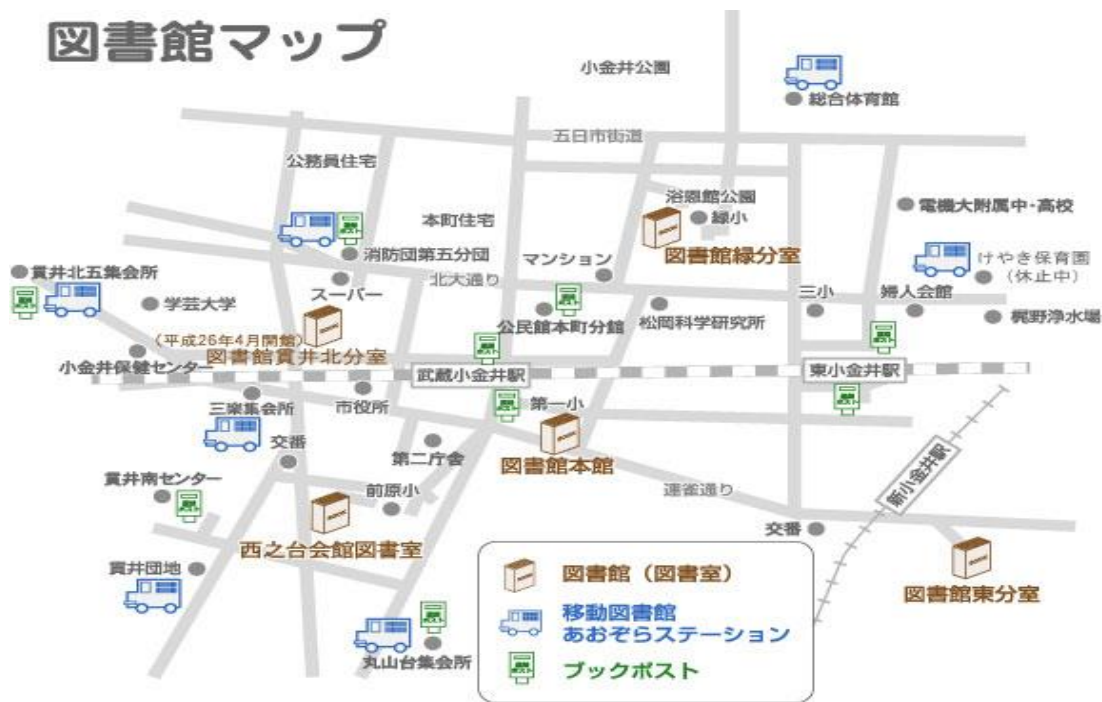 図書館マップ
小金井公園
総合体育館
五日市街道
公務員住宅
浴恩館公園
緑小
電機大附属中・高校
本町住宅
図書館緑分室
消防団第五分団
マンション
けやき保育園
(休止中)
貫井北五集会所
北大通り
スーパー
学芸大学
三小
婦人会館
公民館本町分館
松岡科学研究所
梶野浄水場
(平成26年4月開館)
図書館貫井北分室
小金井保健センター
武蔵小金井駅
東小金井駅
三楽集会所
市役所
第一小
交番
第二庁舎
図書館本館
貫井南センター
前原小
連雀通り
新小金井駅
西之台会館図書室
交番
貫井団地
図書館東分室
丸山台集会所
図書館(図書室)
移動図書館
あおぞらステーション
ブックポスト